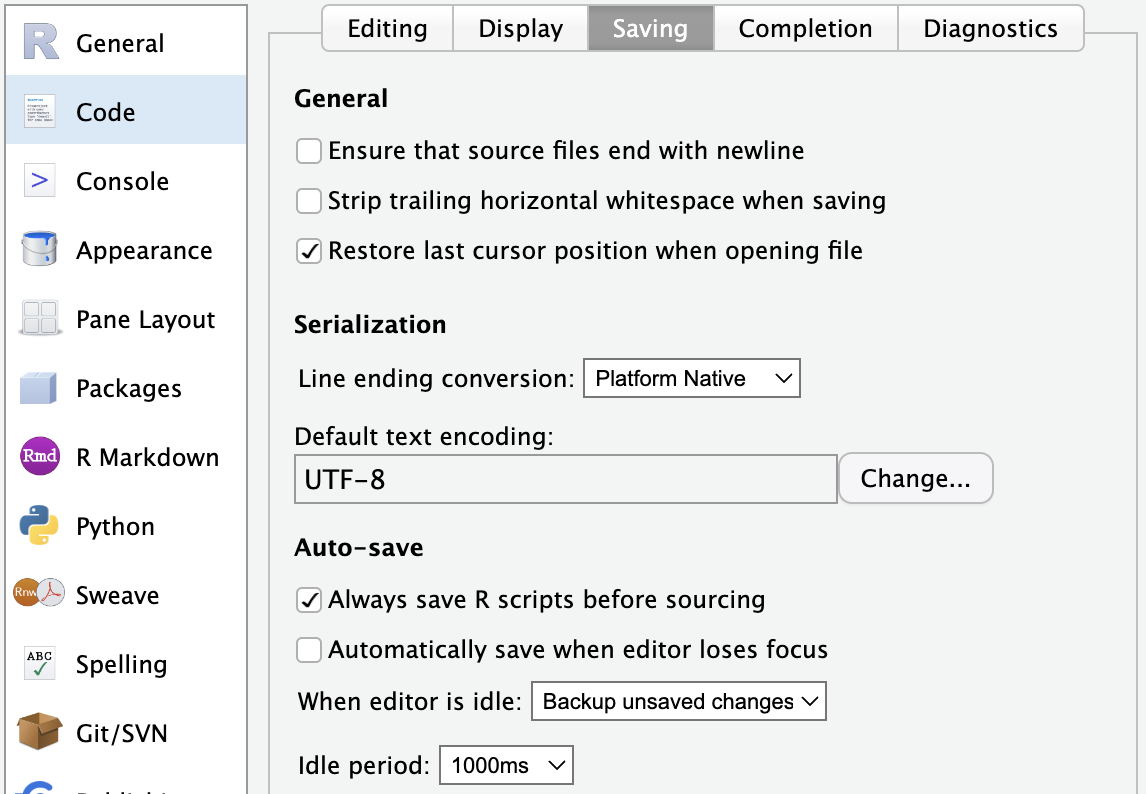 General
Code
Console
Appearance
Pane Layout
Packages
Rmd R Markdown
Python
Rnw Sweave
ABC Spelling
Git/SVN
Editing Display Saving Completion Diagnostics
General
Ensure that source files end with newline
Strip trailing horizontal whitespace when saving
Restore last cursor position when opening file
Serialization
Line ending conversion: Platform Native
Default text encoding:
UTF-8 Change...
Auto-save
Always save R scripts before sourcing
Automatically save when editor loses focus
When editor is idle: Backup unsaved changes
Idle period: 1000ms